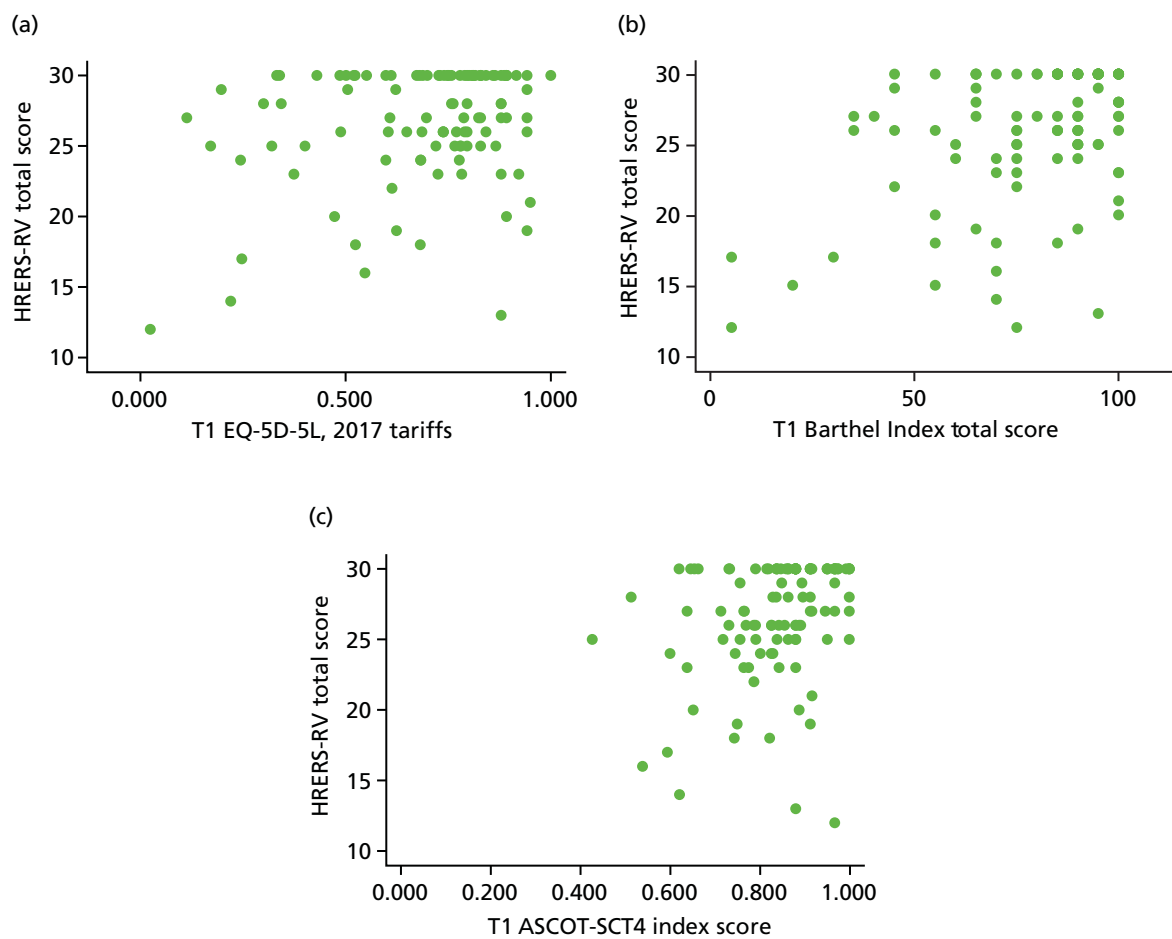 (a)
HRERS-RV total score
30
25
20
15
10
0.000 0.500 1.000
T1 EQ-5D-5L, 2017 tariffs
(b)
HRERS-RV total score
30
25
20
15
10
0 50 100
T1 Barthel Index total score
(c)
HRERS-RV total score
30
25
20
15
10
0.000 0.200 0.400 0.600 0.800 1.000
T1 ASCOT-SCT4 index score